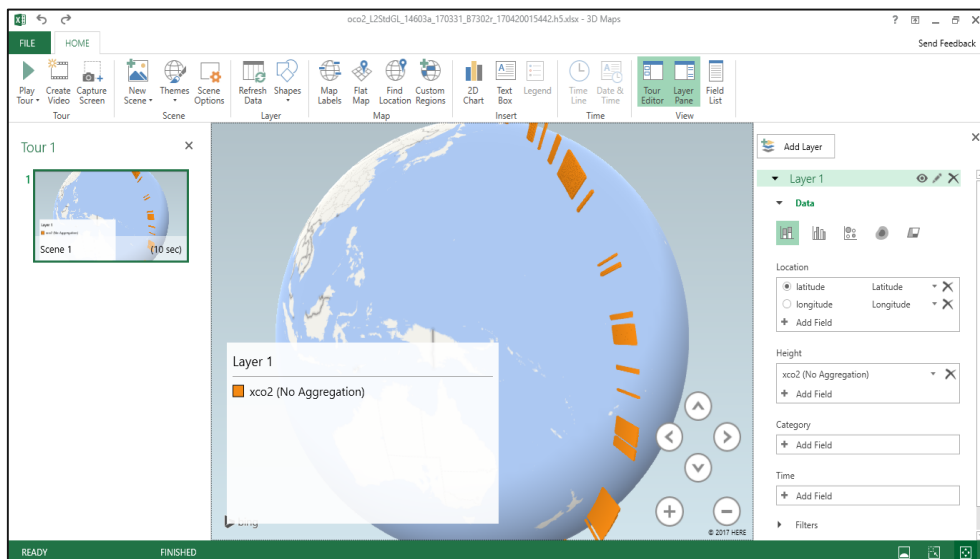 oco2_L2StdGL_14603a_170331_B7302r_170420015442.h5.xlsx - 3D Maps
FILE HOME Send Feedback
Play Tour
Create Video
Capture Screen
New Scene
Themes
Scene Options
Refresh Data
Shapes
Map Labels
Flat Map
Find Location
Custom Regions
2D Chart
Text Box
Legend
Time Line
Date & Time
Tour Editor
Layer Pane
Field List
Tour Scene Layer Map Insert Time View
Tour 1
1
Layer 1
xco2 (No Aggregation)
Scene 1 (10 sec)
Layer 1
xco2 (No Aggregation)
bing
© 2017 HERE
Add Layer
Layer 1
Data
Location
latitude Latitude
longitude Longitude
+ Add Field
Height
xco2 (No Aggregation)
+ Add Field
Category
+ Add Field
Time
+ Add Field
Filters
READY FINISHED